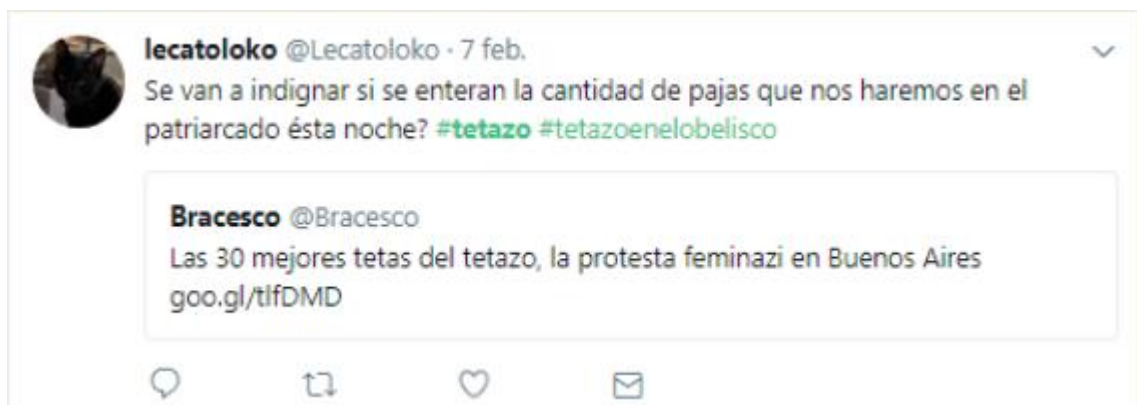 lecatoloko @Lecatoloko · 7 feb.
Se van a indignar si se enteran la cantidad de pajas que nos haremos en el
patriarcado ésta noche? #tetazo #tetazoenelobelisco
Bracesco @Bracesco
Las 30 mejores tetas del tetazo, la protesta feminazi en Buenos Aires
goo.gl/tlfDMD